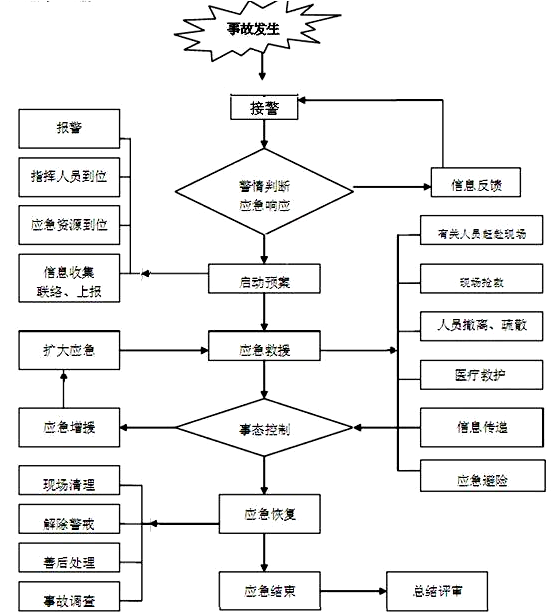 事故发生
接警
报警
警情判断
应急响应
信息反馈
指挥人员到位
应急资源到位
有关人员赶赴现场
信息收集
联络、上报
启动预案
现场抢救
人员撤离、疏散
扩大应急
应急救援
医疗救护
应急增援
事态控制
信息传递
应急避险
现场清理
应急恢复
解除警戒
善后处理
事故调查
应急结束
总结评审